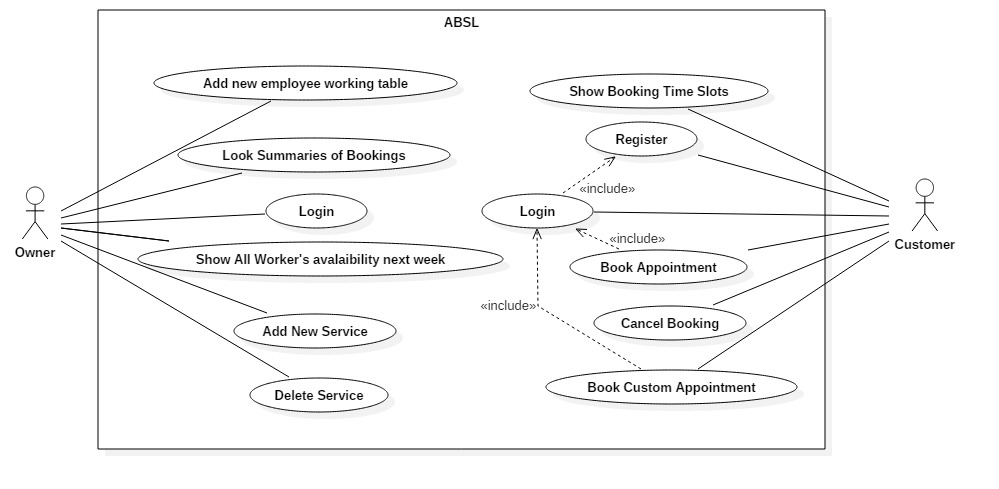 ABSL
Add new employee working table
Look Summaries of Bookings
Login
Show All Worker's avalaibility next week
Add New Service
Delete Service
Owner
Show Booking Time Slots
Register
«include»
Login
«include»
Book Appointment
«include»
Cancel Booking
Book Custom Appointment
Customer